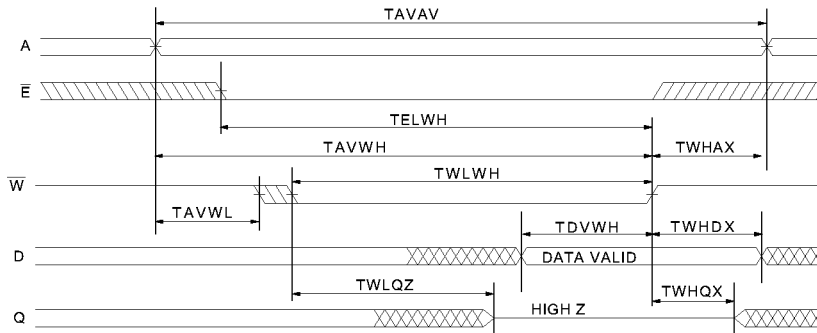 TAVAV
A
E
TELWH
TAVWH TWHAX
TWLWH
W
TAVWL
TDVWH TWHDX
D DATA VALID
TWLQZ TWHQX
Q HIGH Z